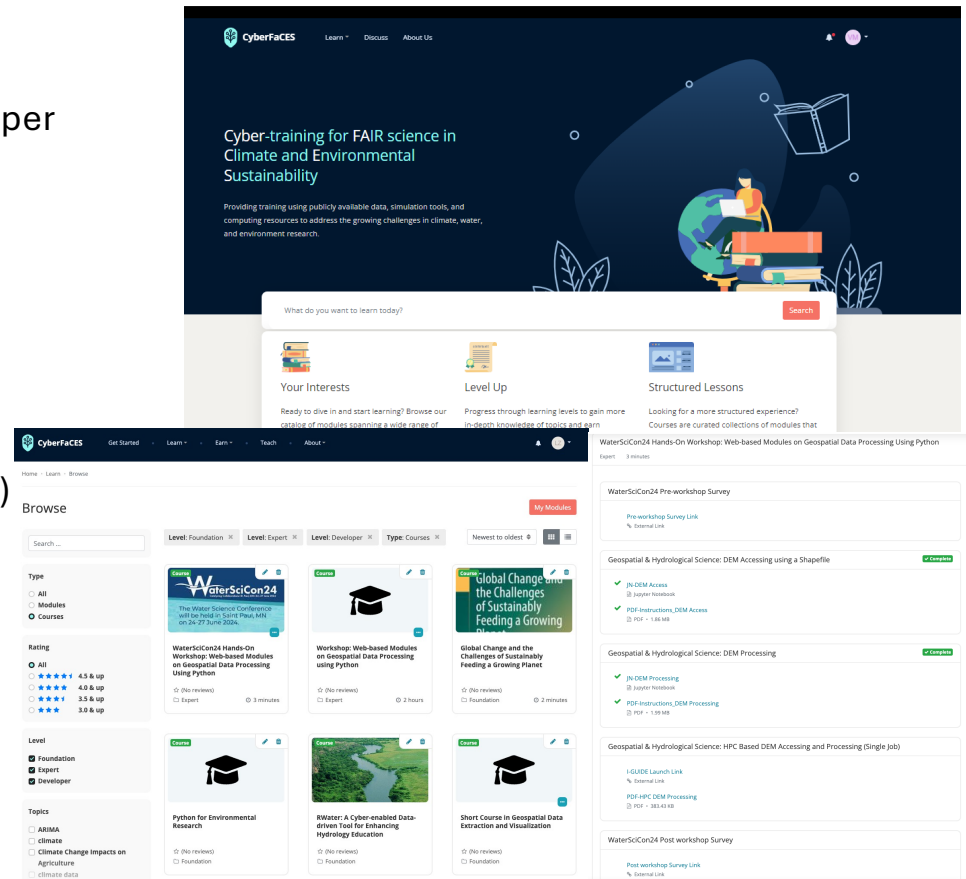 per
)
CyberFaCES
Learn
Discuss
About Us
VM
Cyber-training for FAIR science in
Climate and Environmental
Sustainability
Providing training using publicly available data, simulation tools, and
computing resources to address the growing challenges in climate, water,
and environment research.
What do you want to learn today?
Search
Your Interests
Ready to dive in and start learning? Browse our
catalog of modules spanning a wide range of
Level Up
Progress through learning levels to gain more
in-depth knowledge of topics and earn
Structured Lessons
Looking for a more structured experience?
Courses are curated collections of modules that
CyberFaCES
Get Started
Learn
Earn
Teach
About
Home > Learn > Browse
Browse
My Modules
Search ...
Level: Foundation ×
Level: Expert ×
Level: Developer ×
Type: Courses ×
Newest to oldest
Type
All
Modules
Courses
Rating
All
4.5 & up
4.0 & up
3.5 & up
3.0 & up
Level
Foundation
Expert
Developer
Topics
ARIMA
climate
Climate Change Impacts on
Agriculture
climate data
Course
WaterSciCon24
The Water Science Conference
will be held in Saint Paul, MN
on 24-27 June 2024.
WaterSciCon24 Hands-On
Workshop: Web-based Modules
on Geospatial Data Processing
Using Python
(No reviews)
Expert
3 minutes
Course
Workshop: Web-based Modules
on Geospatial Data Processing
using Python
(No reviews)
Expert
2 hours
Course
Global Change and
the Challenges
of Sustainably
Feeding a Growing
Global Change and the
Challenges of Sustainably
Feeding a Growing Planet
(No reviews)
Foundation
2 minutes
Course
Python for Environmental
Research
(No reviews)
Foundation
Course
RWater: A Cyber-enabled Data-
driven Tool for Enhancing
Hydrology Education
(No reviews)
Foundation
Course
Short Course in Geospatial Data
Extraction and Visualization
(No reviews)
Foundation
WaterSciCon24 Hands-On Workshop: Web-based Modules on Geospatial Data Processing Using Python
Expert
3 minutes
WaterSciCon24 Pre-workshop Survey
Pre-workshop Survey Link
External Link
Geospatial & Hydrological Science: DEM Accessing using a Shapefile
Complete
JN-DEM Access
Jupyter Notebook
PDF-Instructions_DEM Access
PDF • 1.86 MB
Geospatial & Hydrological Science: DEM Processing
Complete
JN-DEM Processing
Jupyter Notebook
PDF-Instructions_DEM Processing
PDF • 1.99 MB
Geospatial & Hydrological Science: HPC Based DEM Accessing and Processing (Single Job)
I-GUIDE Launch Link
External Link
PDF-HPC DEM Processing
PDF • 383.43 KB
WaterSciCon24 Post workshop Survey
Post workshop Survey Link
External Link